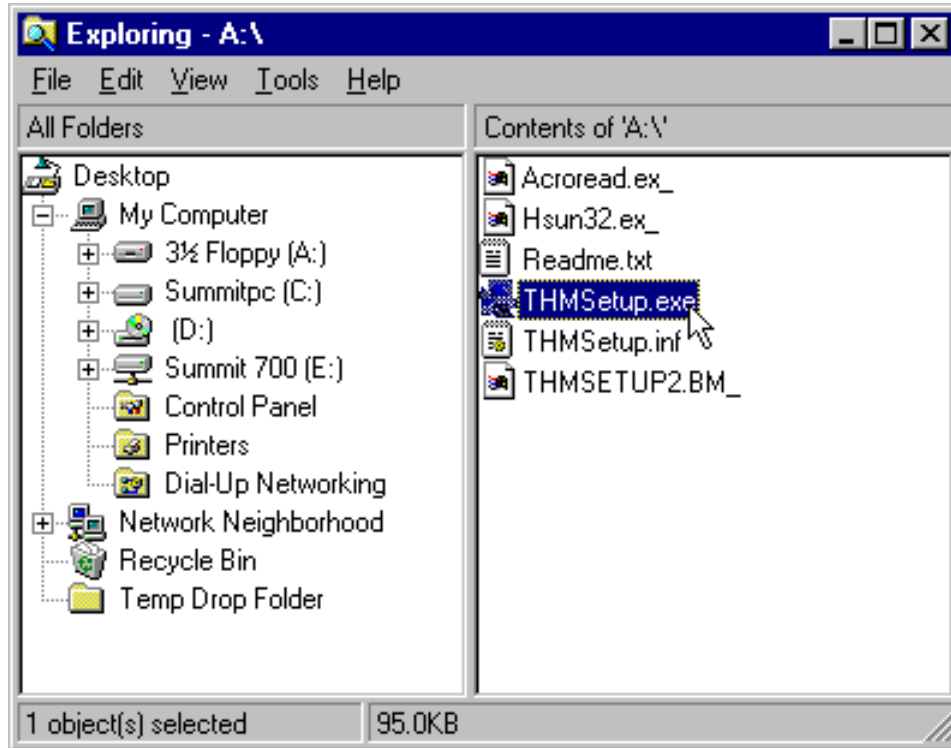 Exploring - A:\
File Edit View Tools Help
All Folders
Contents of 'A:\'
Desktop
My Computer
3½ Floppy (A:)
Summitpc (C:)
(D:)
Summit 700 (E:)
Control Panel
Printers
Dial-Up Networking
Network Neighborhood
Recycle Bin
Temp Drop Folder
Acroread.ex_
Hsun32.ex_
Readme.txt
THMSetup.exe
THMSetup.inf
THMSETUP2.BM_
1 object(s) selected
95.0KB